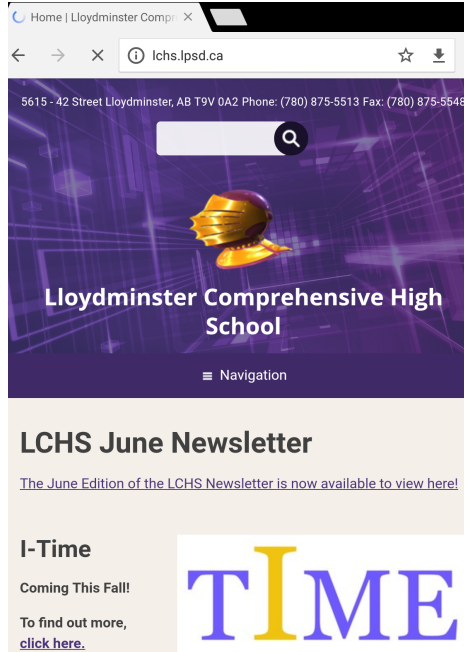 Home | Lloydminster Compr
lchs.lpsd.ca
5615 - 42 Street Lloydminster, AB T9V 0A2 Phone: (780) 875-5513 Fax: (780) 875-5548
Lloydminster Comprehensive High
School
Navigation
LCHS June Newsletter
The June Edition of the LCHS Newsletter is now available to view here!
I-Time
Coming This Fall!
To find out more,
click here.
TIME